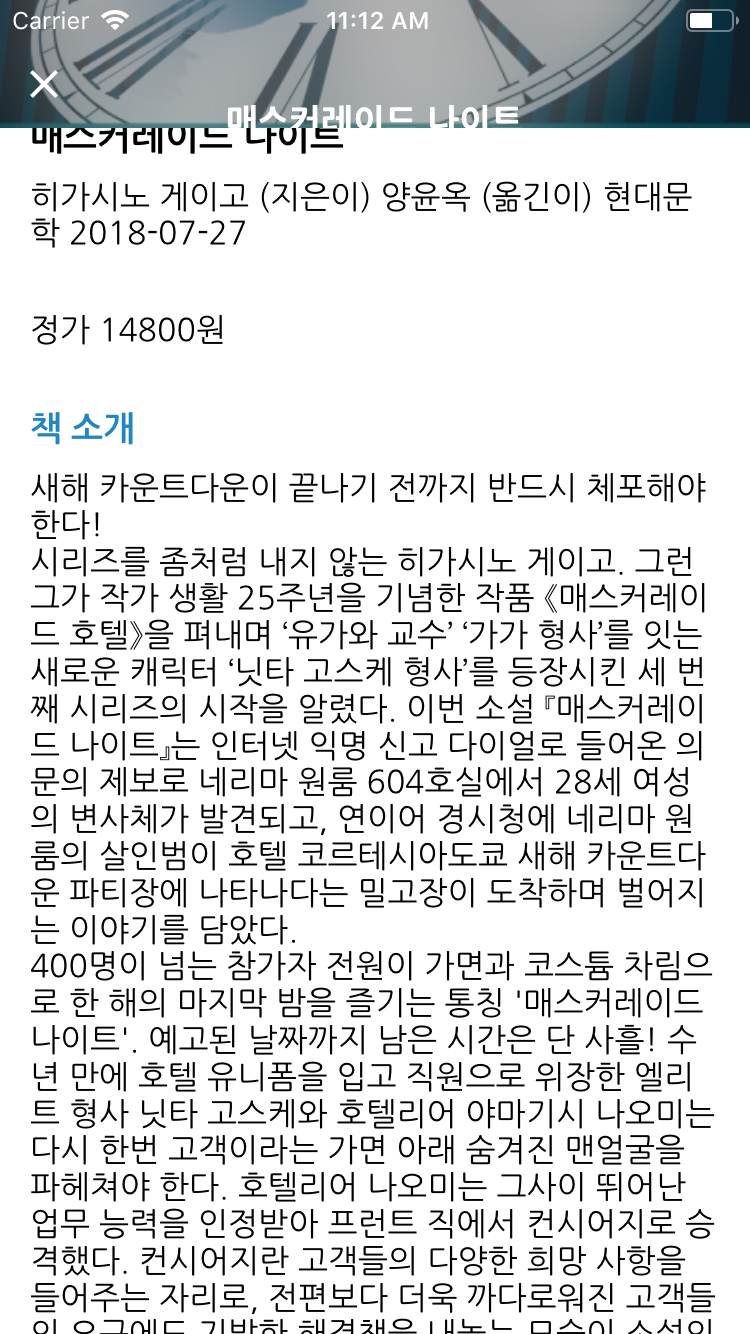 Carrier
11:12 AM
매스커레이드 나이트
매스커레이드 나이트
히가시노 게이고 (지은이) 양윤옥 (옮긴이) 현대문
학 2018-07-27
정가 14800원
책 소개
새해 카운트다운이 끝나기 전까지 반드시 체포해야
한다!
시리즈를 좀처럼 내지 않는 히가시노 게이고. 그런
그가 작가 생활 25주년을 기념한 작품 《매스커레이
드 호텔》을 펴내며 ‘유가와 교수’ ‘가가 형사’를 잇는
새로운 캐릭터 ‘닛타 고스케 형사’를 등장시킨 세 번
째 시리즈의 시작을 알렸다. 이번 소설 『매스커레이
드 나이트』는 인터넷 익명 신고 다이얼로 들어온 의
문의 제보로 네리마 원룸 604호실에서 28세 여성
의 변사체가 발견되고, 연이어 경시청에 네리마 원
룸의 살인범이 호텔 코르테시아도쿄 새해 카운트다
운 파티장에 나타나다는 밀고장이 도착하며 벌어지
는 이야기를 담았다.
400명이 넘는 참가자 전원이 가면과 코스튬 차림으
로 한 해의 마지막 밤을 즐기는 통칭 '매스커레이드
나이트'. 예고된 날짜까지 남은 시간은 단 사흘! 수
년 만에 호텔 유니폼을 입고 직원으로 위장한 엘리
트 형사 닛타 고스케와 호텔리어 야마기시 나오미는
다시 한번 고객이라는 가면 아래 숨겨진 맨얼굴을
파헤쳐야 한다. 호텔리어 나오미는 그사이 뛰어난
업무 능력을 인정받아 프런트 직에서 컨시어지로 승
격했다. 컨시어지란 고객들의 다양한 희망 사항을
들어주는 자리로, 전편보다 더욱 까다로워진 고객들
의 요구에도 기발한 해결책을 내놓는 모습이 소설의